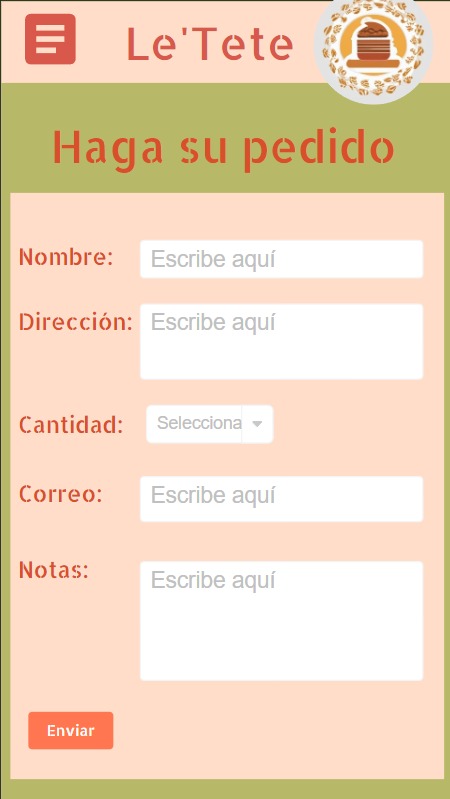 Le'Tete
Haga su pedido
Nombre: Escribe aquí
Dirección: Escribe aquí
Cantidad: Selecciona
Correo: Escribe aquí
Notas: Escribe aquí
Enviar